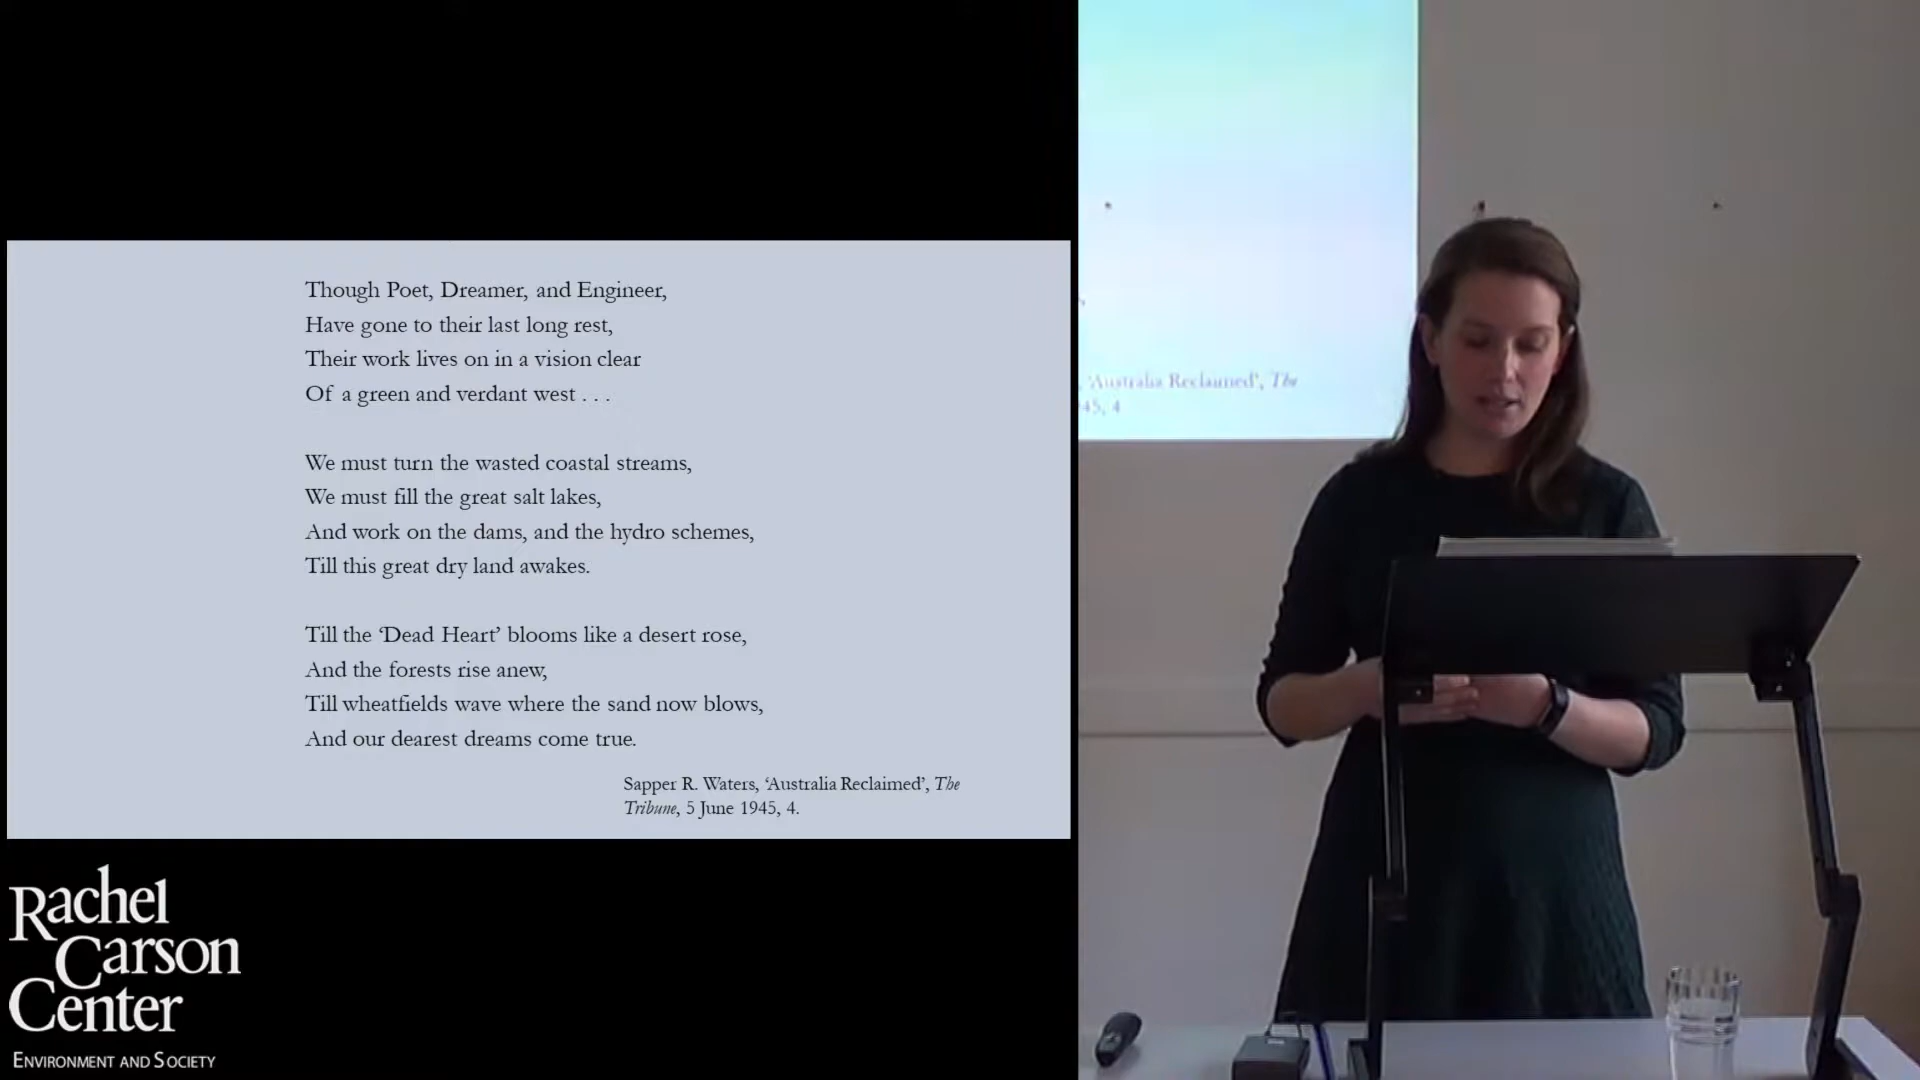 Though Poet, Dreamer, and Engineer,
Have gone to their last long rest,
Their work lives on in a vision clear
Of a green and verdant west . . .
We must turn the wasted coastal streams,
We must fill the great salt lakes,
And work on the dams, and the hydro schemes,
Till this great dry land awakes.
Till the ‘Dead Heart’ blooms like a desert rose,
And the forests rise anew,
Till wheatfields wave where the sand now blows,
And our dearest dreams come true.
Sapper R. Waters, ‘Australia Reclaimed’, The
Tribune, 5 June 1945, 4.
Rachel
Carson
Center
Environment and Society
, ‘Australia Reclaimed’, The
45, 4